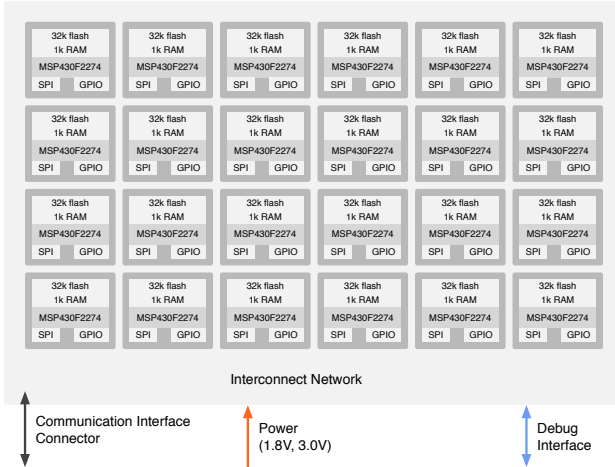 32k flash 32k flash 32k flash 32k flash 32k flash 32k flash
1k RAM 1k RAM 1k RAM 1k RAM 1k RAM 1k RAM
MSP430F2274 MSP430F2274 MSP430F2274 MSP430F2274 MSP430F2274 MSP430F2274
SPI GPIO SPI GPIO SPI GPIO SPI GPIO SPI GPIO SPI GPIO
32k flash 32k flash 32k flash 32k flash 32k flash 32k flash
1k RAM 1k RAM 1k RAM 1k RAM 1k RAM 1k RAM
MSP430F2274 MSP430F2274 MSP430F2274 MSP430F2274 MSP430F2274 MSP430F2274
SPI GPIO SPI GPIO SPI GPIO SPI GPIO SPI GPIO SPI GPIO
32k flash 32k flash 32k flash 32k flash 32k flash 32k flash
1k RAM 1k RAM 1k RAM 1k RAM 1k RAM 1k RAM
MSP430F2274 MSP430F2274 MSP430F2274 MSP430F2274 MSP430F2274 MSP430F2274
SPI GPIO SPI GPIO SPI GPIO SPI GPIO SPI GPIO SPI GPIO
32k flash 32k flash 32k flash 32k flash 32k flash 32k flash
1k RAM 1k RAM 1k RAM 1k RAM 1k RAM 1k RAM
MSP430F2274 MSP430F2274 MSP430F2274 MSP430F2274 MSP430F2274 MSP430F2274
SPI GPIO SPI GPIO SPI GPIO SPI GPIO SPI GPIO SPI GPIO
Interconnect Network
Communication Interface
Connector
Power
(1.8V, 3.0V)
Debug
Interface